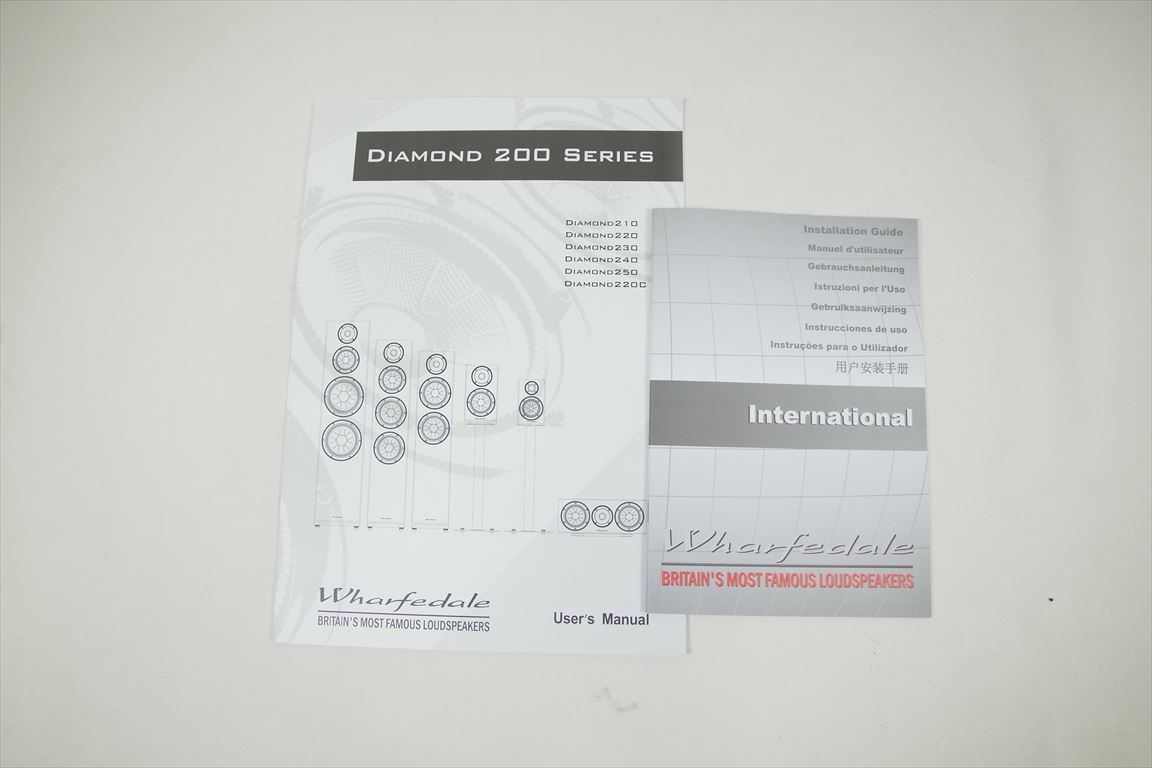 DIAMOND 200 SERIES
DIAMOND210
DIAMOND220
DIAMOND230
DIAMOND240
DIAMOND250
DIAMOND220C
Wharfedale
BRITAIN'S MOST FAMOUS LOUDSPEAKERS
User's Manual
Installation Guide
Manuel d'utilisateur
Gebrauchsanleitung
Istruzioni per l'Uso
Gebruiksaanwijzing
Instrucciones de uso
Instruções para o Utilizador
用户安装手册
International
Wharfedale
BRITAIN'S MOST FAMOUS LOUDSPEAKERS